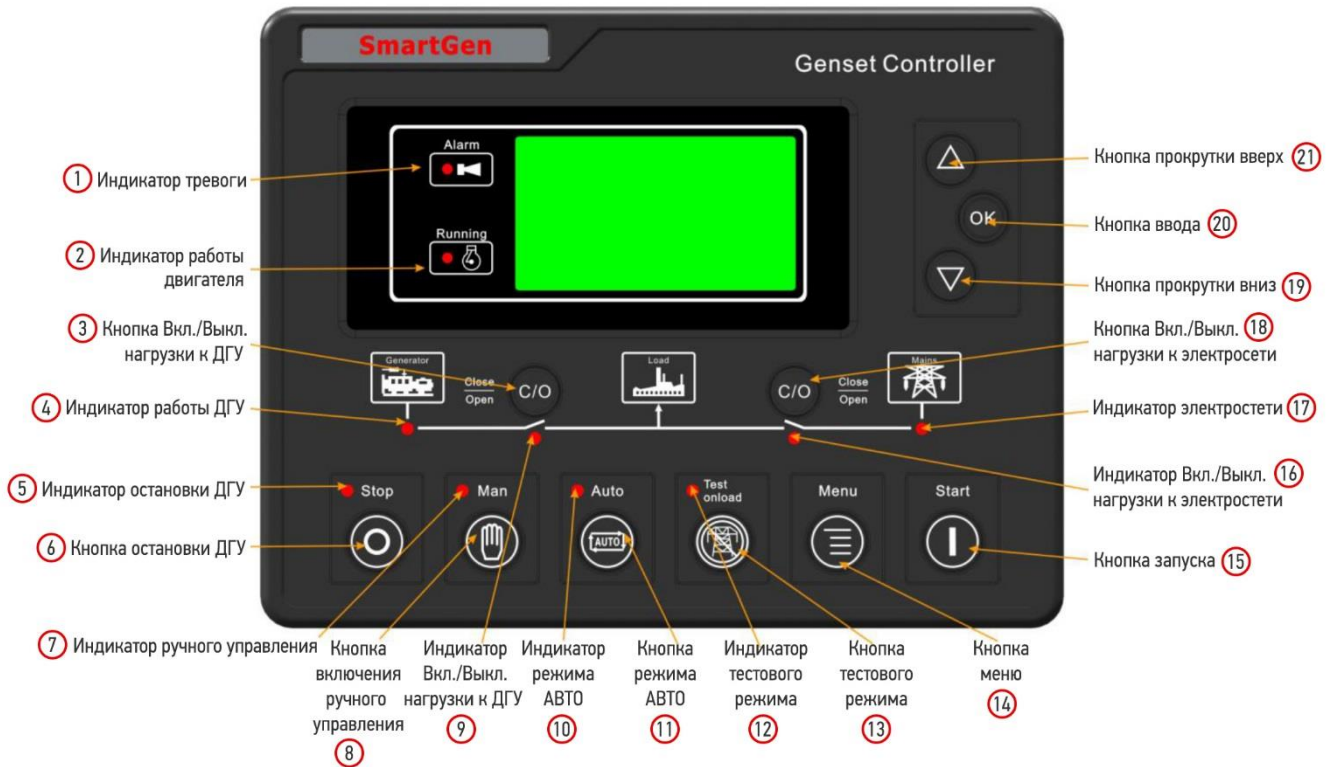 SmartGen
Genset Controller
Alarm
Running
Generator
Close
Open
C/O
Load
C/O
Close
Open
Mains
Stop
Man
Auto
AUTO
Test
onload
Menu
Start
OK
1 Индикатор тревоги
2 Индикатор работы
двигателя
3 Кнопка Вкл./Выкл.
нагрузки к ДГУ
4 Индикатор работы ДГУ
5 Индикатор остановки ДГУ
6 Кнопка остановки ДГУ
7 Индикатор ручного управления
Кнопка
включения
ручного
управления
8
Индикатор
Вкл./Выкл.
нагрузки к ДГУ
9
Индикатор
режима
АВТО
10
Кнопка
режима
АВТО
11
Индикатор
тестового
режима
12
Кнопка
тестового
режима
13
Кнопка
меню
14
Кнопка запуска 15
Индикатор Вкл./Выкл. 16
нагрузки к электростети
Индикатор электростети 17
Кнопка Вкл./Выкл. 18
нагрузки к электросети
Кнопка прокрутки вниз 19
Кнопка ввода 20
Кнопка прокрутки вверх 21